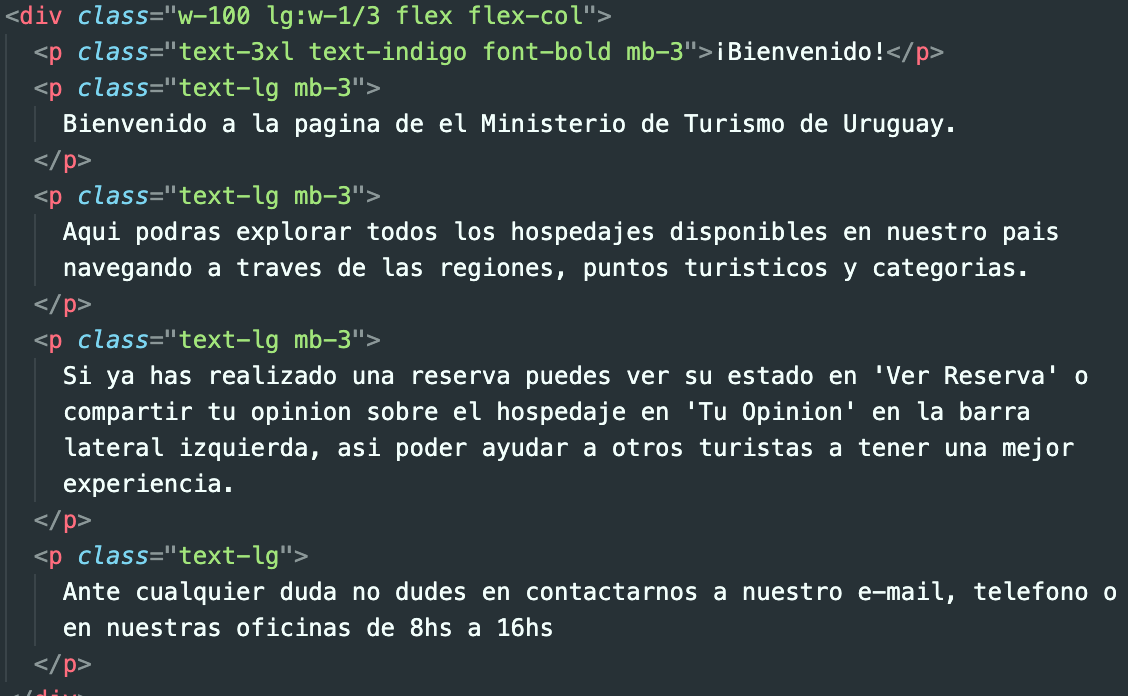 <div class="w-100 lg:w-1/3 flex flex-col">
<p class="text-3xl text-indigo font-bold mb-3">¡Bienvenido!</p>
<p class="text-lg mb-3">
Bienvenido a la pagina de el Ministerio de Turismo de Uruguay.
</p>
<p class="text-lg mb-3">
Aqui podras explorar todos los hospedajes disponibles en nuestro pais
navegando a traves de las regiones, puntos turisticos y categorias.
</p>
<p class="text-lg mb-3">
Si ya has realizado una reserva puedes ver su estado en 'Ver Reserva' o
compartir tu opinion sobre el hospedaje en 'Tu Opinion' en la barra
lateral izquierda, asi poder ayudar a otros turistas a tener una mejor
experiencia.
</p>
<p class="text-lg">
Ante cualquier duda no dudes en contactarnos a nuestro e-mail, telefono o
en nuestras oficinas de 8hs a 16hs
</p>
</div>